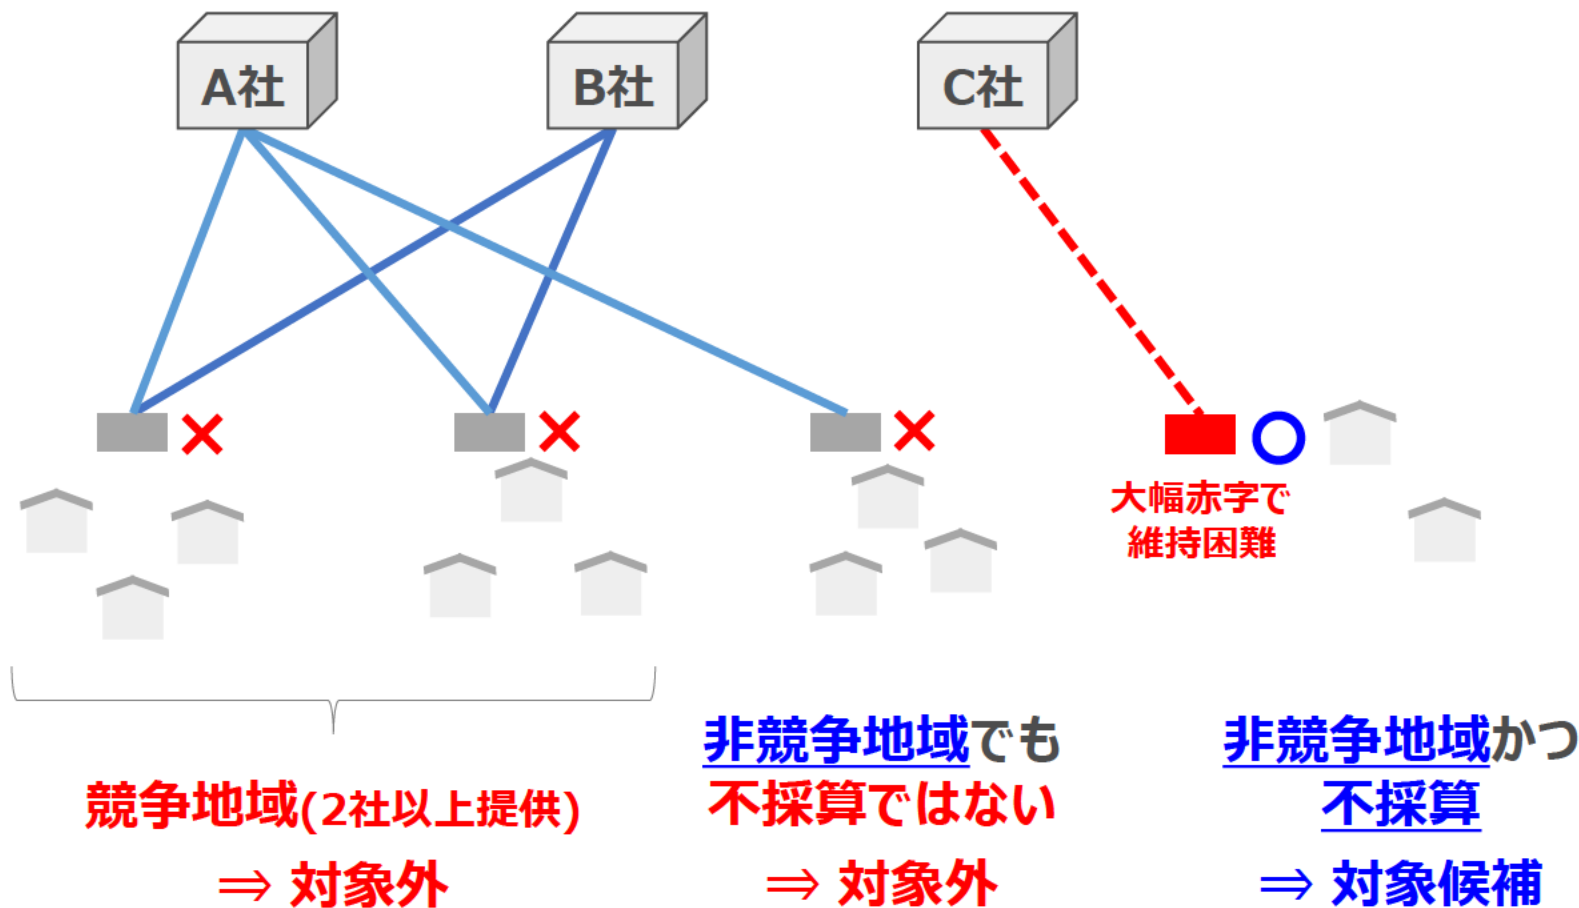 A社
B社
C社
大幅赤字で
維持困難
競争地域(2社以上提供)
⇒ 対象外
非競争地域でも
不採算ではない
⇒ 対象外
非競争地域かつ
不採算
⇒ 対象候補